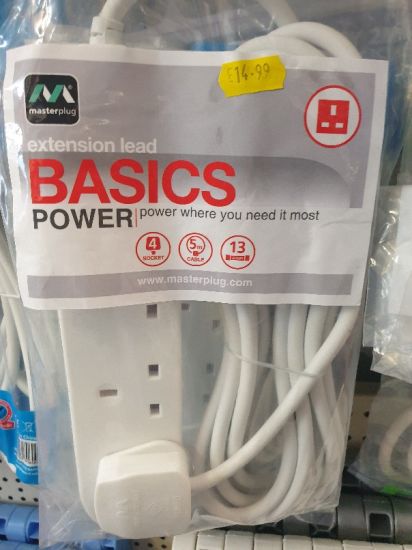 £14.99
masterplug
extension lead
BASICS
POWER power where you need it most
4 5m 13
SOCKET CABLE
www.masterplug.com